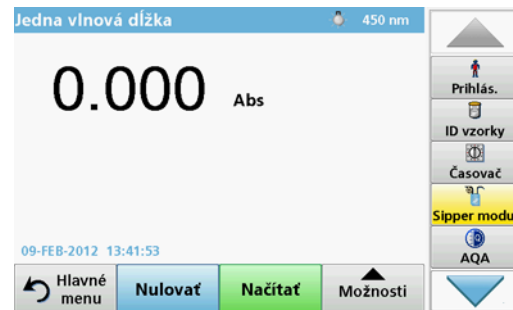 Jedna vlnová dĺžka 450 nm
0.000 Abs
09-FEB-2012 13:41:53
Hlavné
menu
Nulovať
Načítať
Možnosti
Prihlás.
ID vzorky
Časovač
Sipper modu
AQA